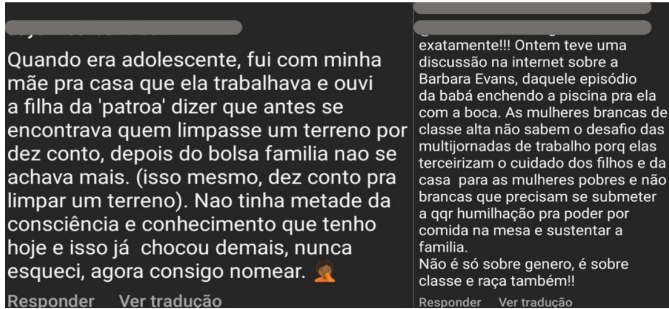 Quando era adolescente, fui com minha
mãe pra casa que ela trabalhava e ouvi
a filha da 'patroa' dizer que antes se
encontrava quem limpasse um terreno por
dez conto, depois do bolsa familia nao se
achava mais. (isso mesmo, dez conto pra
limpar um terreno). Nao tinha metade da
consciência e conhecimento que tenho
hoje e isso já chocou demais, nunca
esqueci, agora consigo nomear. 🤦🏾
Responder Ver tradução
exatamente!!! Ontem teve uma
discussão na internet sobre a
Barbara Evans, daquele episódio
da babá enchendo a piscina pra ela
com a boca. As mulheres brancas de
classe alta não sabem o desafio das
multijornadas de trabalho porq elas
terceirizam o cuidado dos filhos e da
casa para as mulheres pobres e não
brancas que precisam se submeter
a qqr humilhação pra poder por
comida na mesa e sustentar a
familia.
Não é só sobre genero, é sobre
classe e raça também!!
Responder Ver tradução